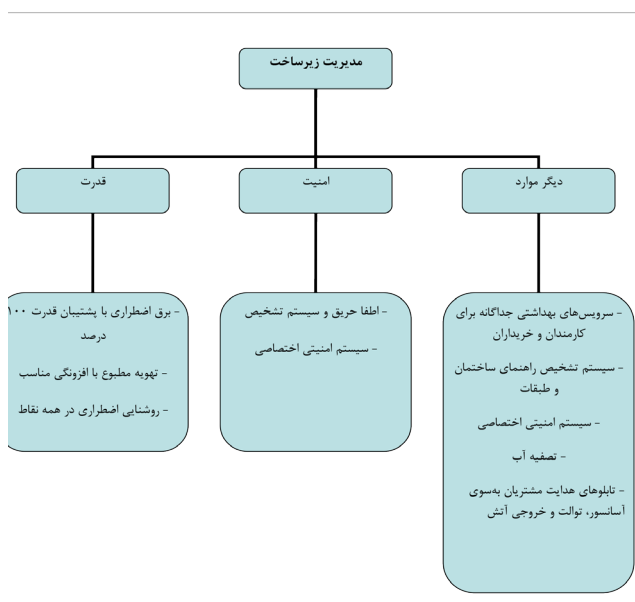 مدیریت زیرساخت
دیگر موارد
امنیت
قدرت
- سرویس‌های بهداشتی جداگانه برای
کارمندان و خریداران
- سیستم تشخیص راهنمای ساختمان
و طبقات
- سیستم امنیتی اختصاصی
- تصفیه آب
- تابلوهای هدایت مشتریان به‌سوی
آسانسور، توالت و خروجی آتش
- اطفا حریق و سیستم تشخیص
- سیستم امنیتی اختصاصی
- برق اضطراری با پشتیبان قدرت ۱۰۰
درصد
- تهویه مطبوع با افزونگی مناسب
- روشنایی اضطراری در همه نقاط